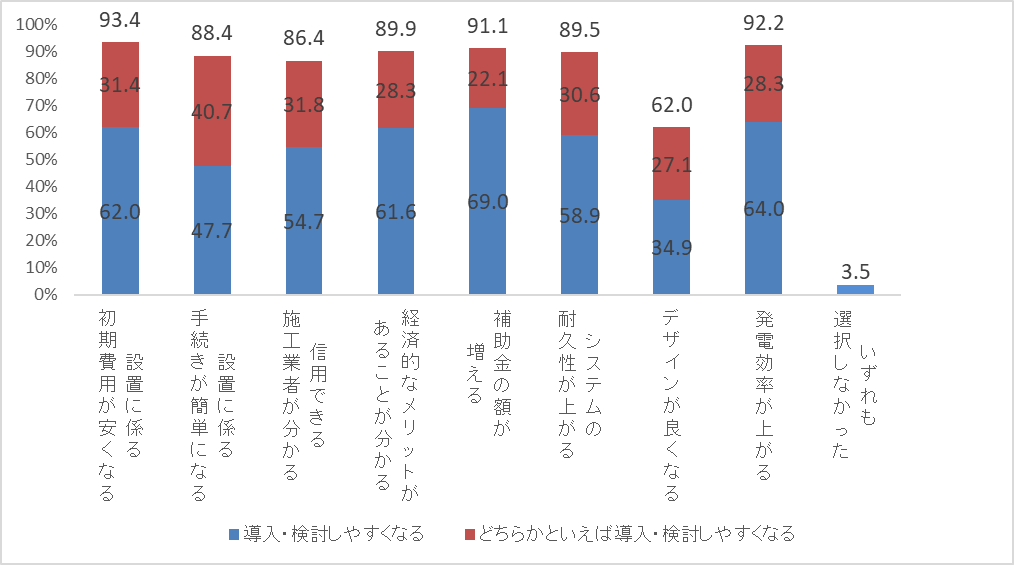 93.4
88.4
86.4
89.9
91.1
89.5
62.0
92.2
3.5
100%
90%
80%
70%
60%
50%
40%
30%
20%
10%
0%
31.4
40.7
31.8
28.3
22.1
30.6
27.1
28.3
62.0
47.7
54.7
61.6
69.0
58.9
34.9
64.0
設置に係る
初期費用が安くなる
設置に係る
手続きが簡単になる
信用できる
施工業者が分かる
経済的なメリットが
あることが分かる
補助金の額が
増える
システムの
耐久性が上がる
デザインが良くなる
発電効率が上がる
いずれも
選択しなかった
導入・検討しやすくなる
どちらかといえば導入・検討しやすくなる